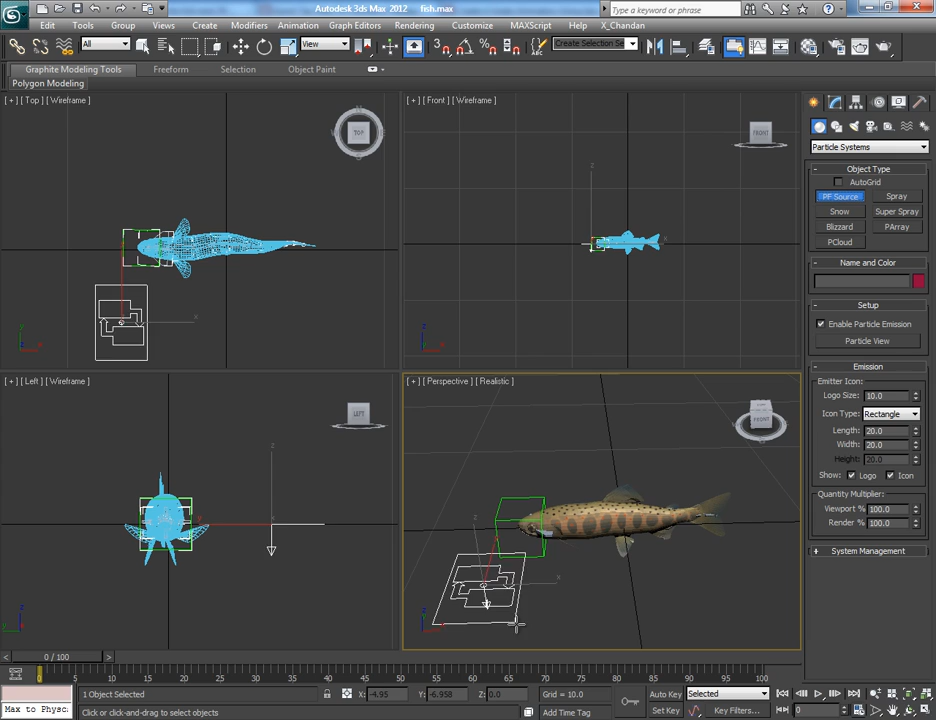 Autodesk 3ds Max 2012    fish.max
Type a keyword or phrase
Edit Tools Group Views Create Modifiers Animation Graph Editors Rendering Customize MAXScript Help X_Chandan
All
View
Create Selection Se
Graphite Modeling Tools Freeform Selection Object Paint
Polygon Modeling
[ + ] [ Top ] [ Wireframe ]
TOP
[ + ] [ Front ] [ Wireframe ]
FRONT
[ + ] [ Left ] [ Wireframe ]
LEFT
[ + ] [ Perspective ] [ Realistic ]
FRONT
Particle Systems
Object Type
AutoGrid
PF Source Spray
Snow Super Spray
Blizzard PArray
PCloud
Name and Color
Setup
Enable Particle Emission
Particle View
Emission
Emitter Icon:
Logo Size: 10.0
Icon Type: Rectangle
Length: 20.0
Width: 20.0
Height: 20.0
Show: Logo Icon
Quantity Multiplier:
Viewport % 100.0
Render % 100.0
+ System Management
< 0 / 100 >
0 5 10 15 20 25 30 35 40 45 50 55 60 65 70 75 80 85 90 95 100
1 Object Selected X: -4.95 Y: -6.958 Z: 0.0 Grid = 10.0 Auto Key Selected
Max to Physc Click or click-and-drag to select objects Add Time Tag Set Key Key Filters... 0